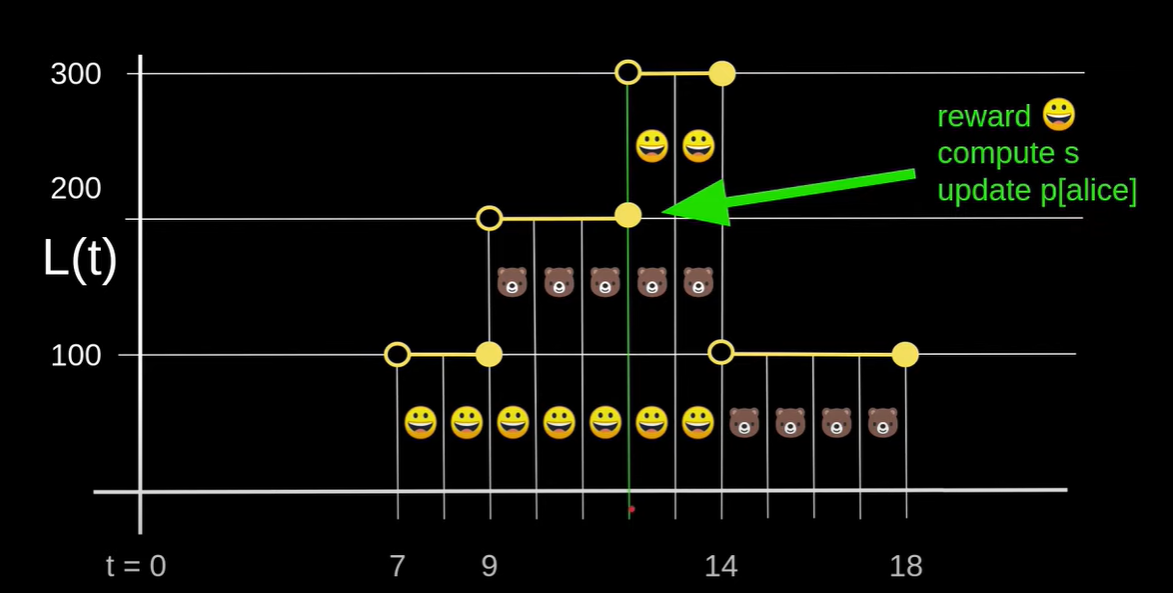 300
200
L(t)
100
reward 😀
compute s
update p[alice]
t = 0
7
9
14
18